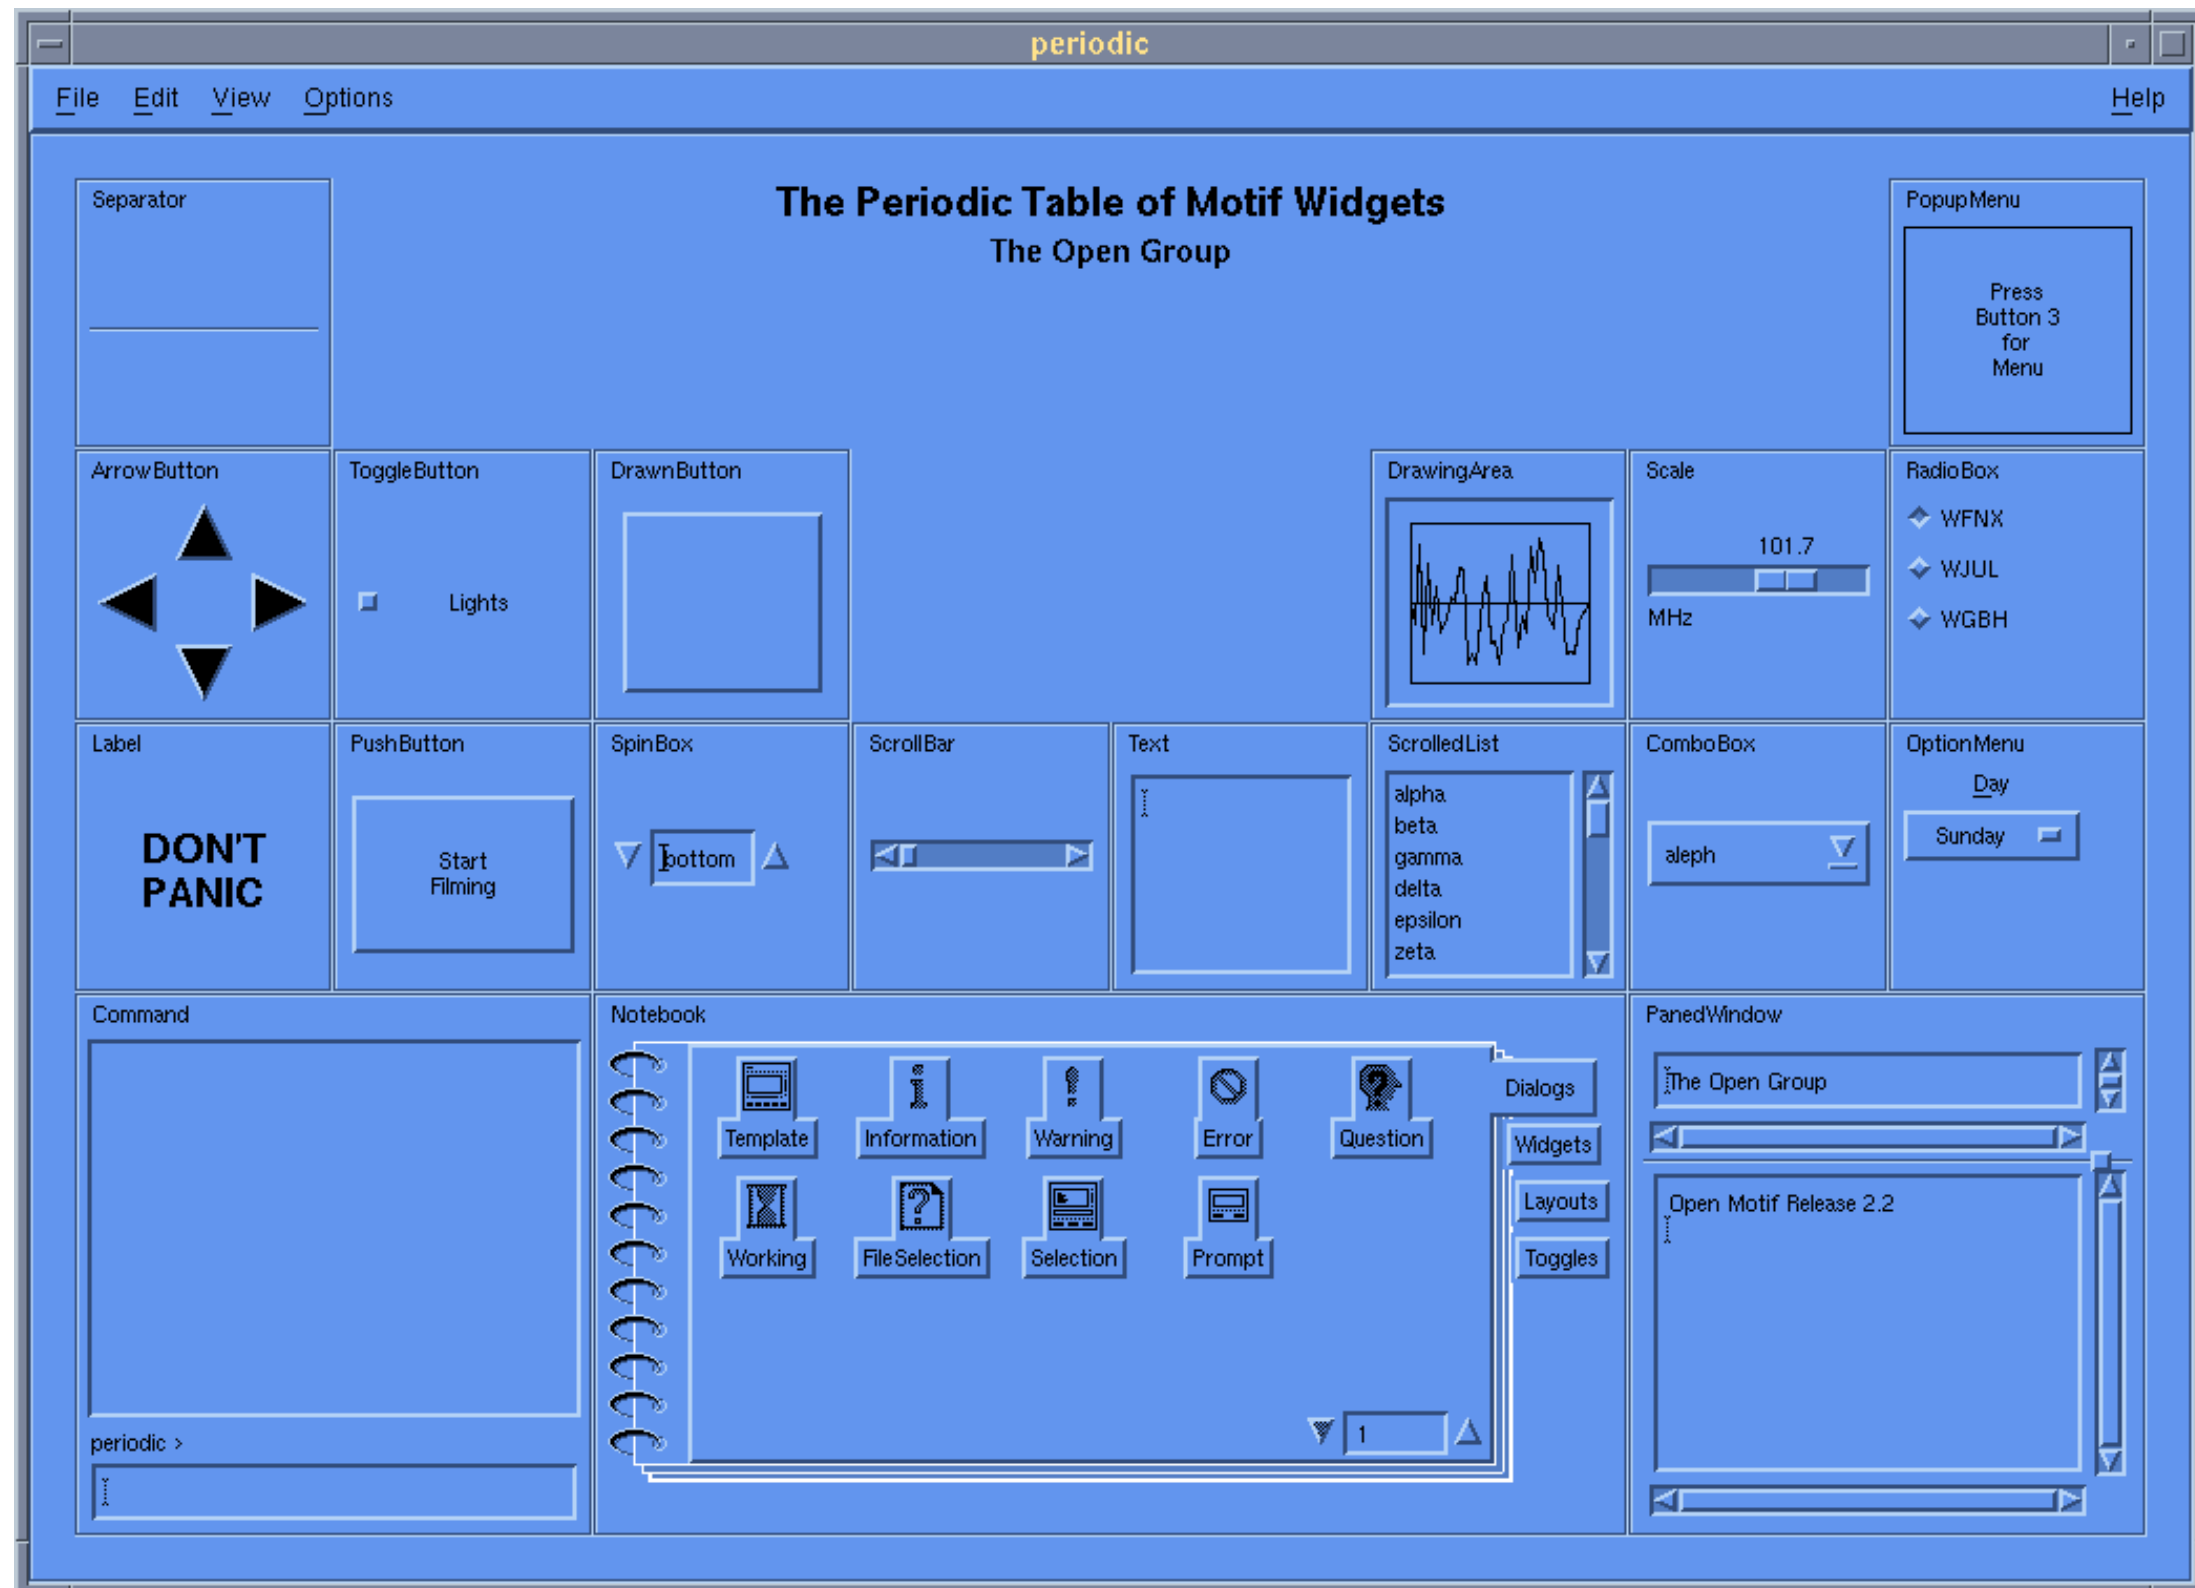 periodic
File Edit View Options Help
Separator
The Periodic Table of Motif Widgets
The Open Group
PopupMenu
Press
Button 3
for
Menu
ArrowButton
ToggleButton
Lights
DrawnButton
DrawingArea
Scale
101.7
MHz
RadioBox
WFNX
WJUL
WGBH
Label
DON'T
PANIC
PushButton
Start
Filming
SpinBox
bottom
ScrollBar
Text
ScrolledList
alpha
beta
gamma
delta
epsilon
zeta
ComboBox
aleph
OptionMenu
Day
Sunday
Command
periodic >
Notebook
Template Information Warning Error Question
Working FileSelection Selection Prompt
1
Dialogs
Widgets
Layouts
Toggles
PanedWindow
The Open Group
Open Motif Release 2.2